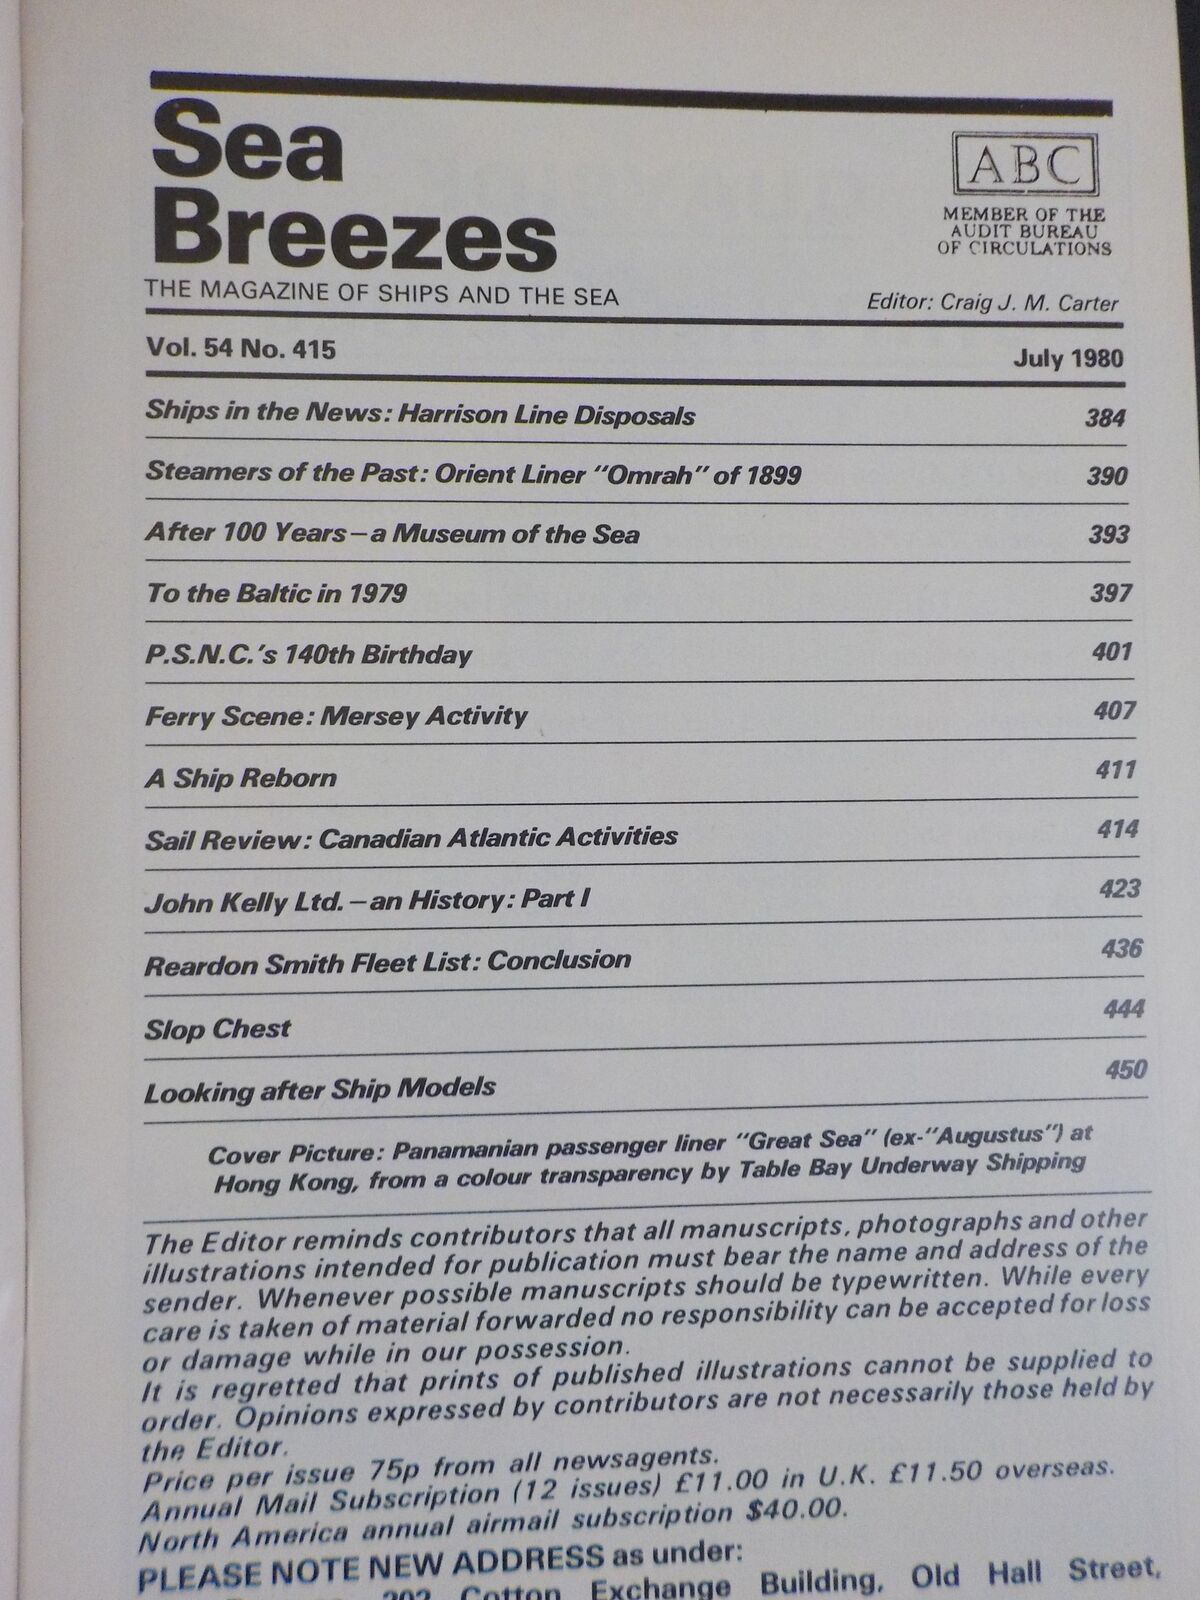 Sea
Breezes
THE MAGAZINE OF SHIPS AND THE SEA
ABC
MEMBER OF THE
AUDIT BUREAU
OF CIRCULATIONS
Editor: Craig J. M. Carter
Vol. 54 No. 415 July 1980
Ships in the News: Harrison Line Disposals 384
Steamers of the Past: Orient Liner "Omrah" of 1899 390
After 100 Years – a Museum of the Sea 393
To the Baltic in 1979 397
P.S.N.C.'s 140th Birthday 401
Ferry Scene: Mersey Activity 407
A Ship Reborn 411
Sail Review: Canadian Atlantic Activities 414
John Kelly Ltd. – an History: Part I 423
Reardon Smith Fleet List: Conclusion 436
Slop Chest 444
Looking after Ship Models 450
Cover Picture: Panamanian passenger liner "Great Sea" (ex-"Augustus") at
Hong Kong, from a colour transparency by Table Bay Underway Shipping
The Editor reminds contributors that all manuscripts, photographs and other
illustrations intended for publication must bear the name and address of the
sender. Whenever possible manuscripts should be typewritten. While every
care is taken of material forwarded no responsibility can be accepted for loss
or damage while in our possession.
It is regretted that prints of published illustrations cannot be supplied to
order. Opinions expressed by contributors are not necessarily those held by
the Editor.
Price per issue 75p from all newsagents.
Annual Mail Subscription (12 issues) £11.00 in U.K. £11.50 overseas.
North America annual airmail subscription $40.00.
PLEASE NOTE NEW ADDRESS as under:
202 Cotton Exchange Building, Old Hall Street,